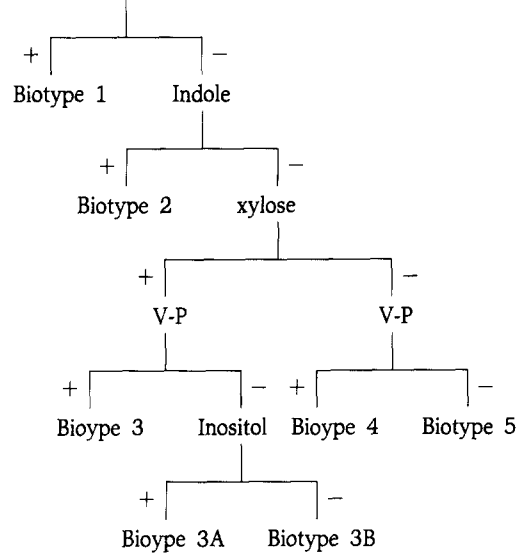 + −
Biotype 1 Indole
+ −
Biotype 2 xylose
+ −
V-P V-P
+ − + −
Bioype 3 Inositol Bioype 4 Biotype 5
+ −
Bioype 3A Biotype 3B